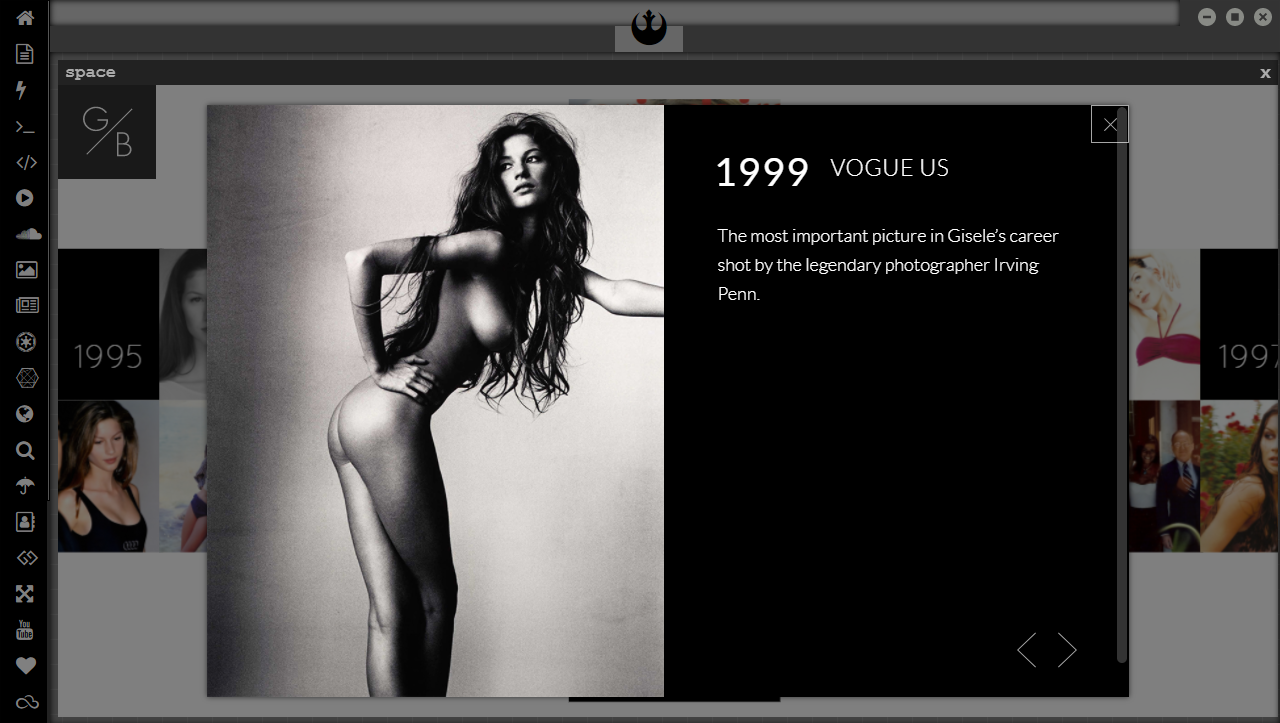 space
x
G/B
1999 VOGUE US
The most important picture in Gisele’s career
shot by the legendary photographer Irving
Penn.
1995
1997
You
Tube